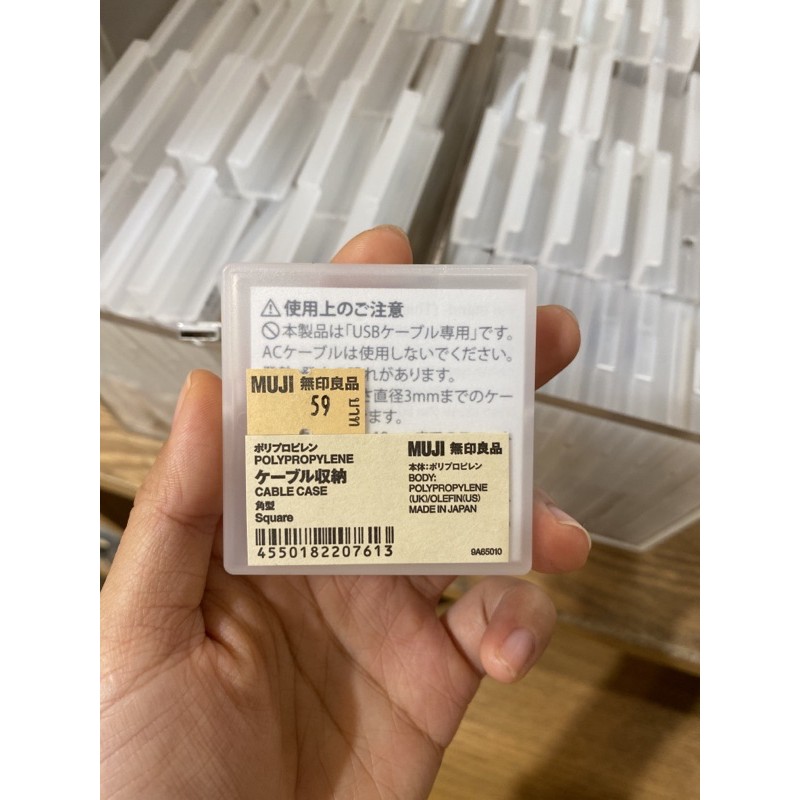 ⚠使用上のご注意
🚫本製品は「USBケーブル専用」です。
ACケーブルは使用しないでください。
れがあります。
直径3mmまでのケー
ます。
MUJI 無印良品
59
บาท
ポリプロピレン
POLYPROPYLENE
ケーブル収納
CABLE CASE
角型
Square
4550182207613
MUJI 無印良品
本体:ポリプロピレン
BODY:
POLYPROPYLENE
(UK)/OLEFIN(US)
MADE IN JAPAN
9A65010